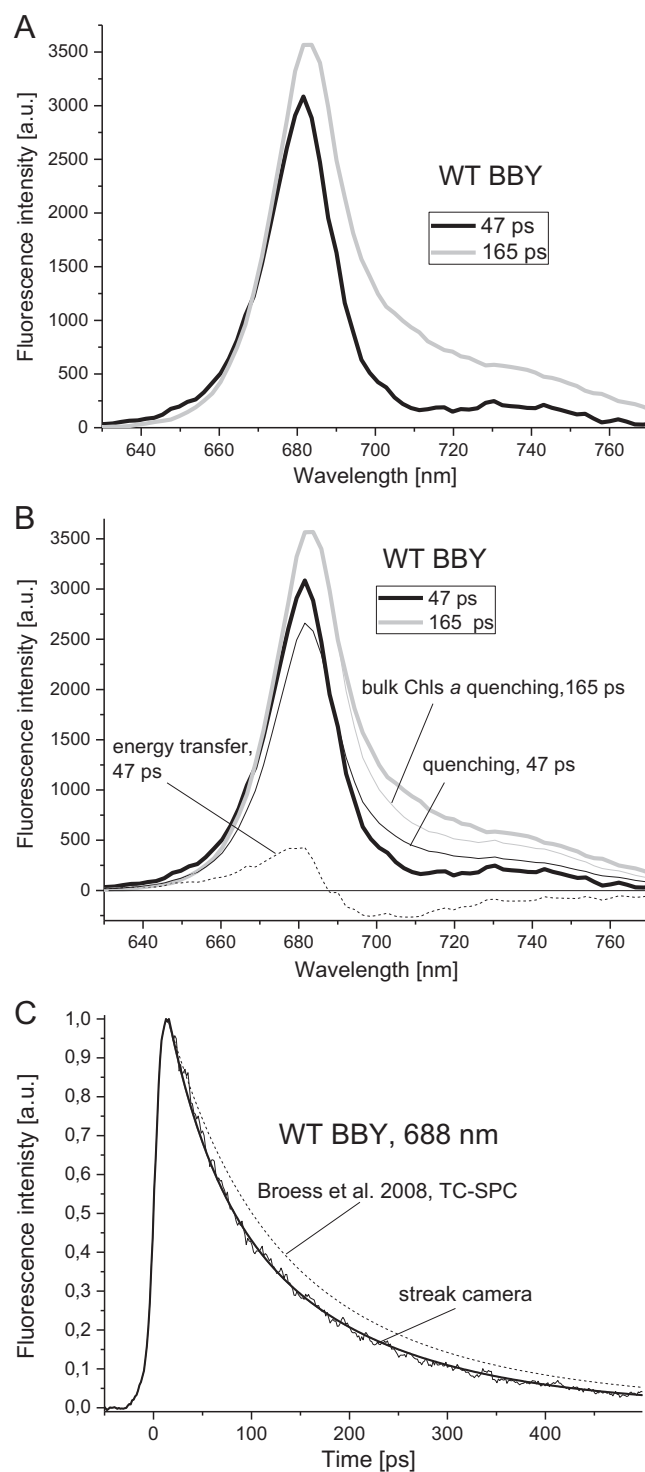 A
Fluorescence intensity [a.u.]
3500
3000
2500
2000
1500
1000
500
0
WT BBY
47 ps
165 ps
640 660 680 700 720 740 760
Wavelength [nm]
B
Fluorescence intensity [a.u.]
3500
3000
2500
2000
1500
1000
500
0
WT BBY
47 ps
165 ps
bulk Chls a quenching,165 ps
energy transfer,
47 ps
quenching, 47 ps
640 660 680 700 720 740 760
Wavelength [nm]
C
Fluorescence intenisty [a.u.]
1,0
0,9
0,8
0,7
0,6
0,5
0,4
0,3
0,2
0,1
0,0
WT BBY, 688 nm
Broess et al. 2008, TC-SPC
streak camera
0 100 200 300 400
Time [ps]